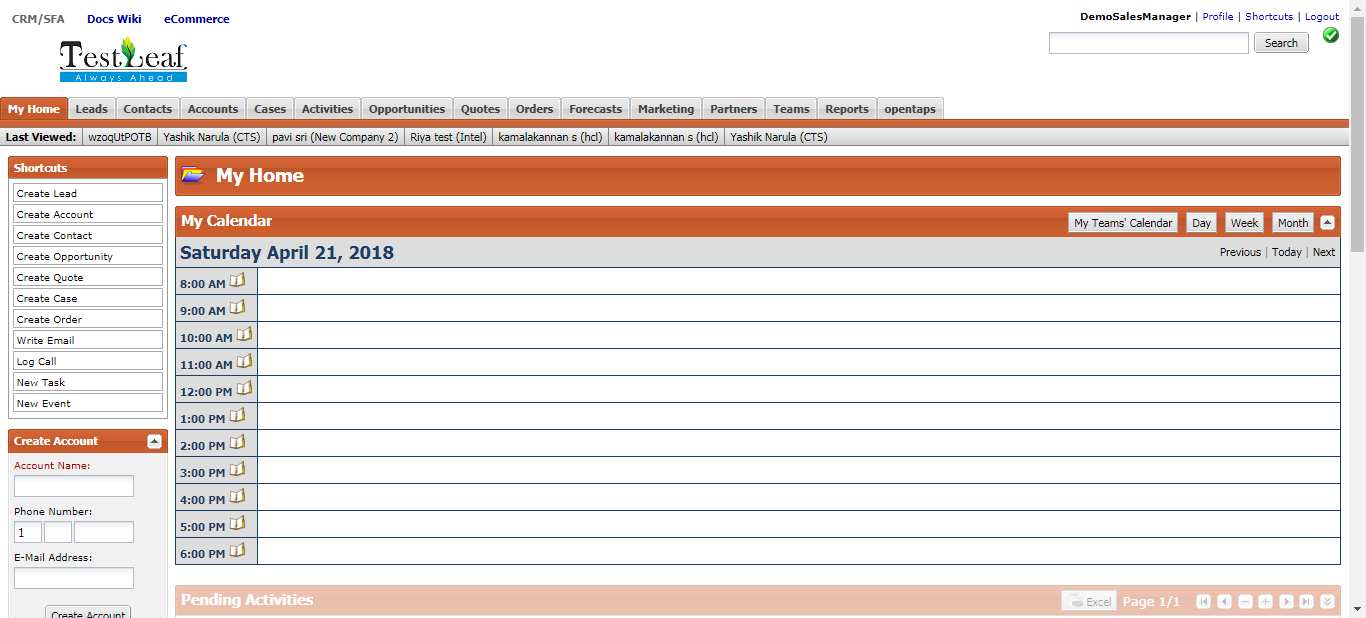 CRM/SFA Docs Wiki eCommerce
DemoSalesManager | Profile | Shortcuts | Logout
Search
TestLeaf
Always Ahead
My Home Leads Contacts Accounts Cases Activities Opportunities Quotes Orders Forecasts Marketing Partners Teams Reports opentaps
Last Viewed: wzoqUtPOTB Yashik Narula (CTS) pavi sri (New Company 2) Riya test (Intel) kamalakannan s (hcl) kamalakannan s (hcl) Yashik Narula (CTS)
Shortcuts
Create Lead
Create Account
Create Contact
Create Opportunity
Create Quote
Create Case
Create Order
Write Email
Log Call
New Task
New Event
Create Account
Account Name:
Phone Number:
1
E-Mail Address:
Create Account
My Home
My Calendar My Teams' Calendar Day Week Month
Saturday April 21, 2018 Previous | Today | Next
8:00 AM
9:00 AM
10:00 AM
11:00 AM
12:00 PM
1:00 PM
2:00 PM
3:00 PM
4:00 PM
5:00 PM
6:00 PM
Pending Activities Excel Page 1/1